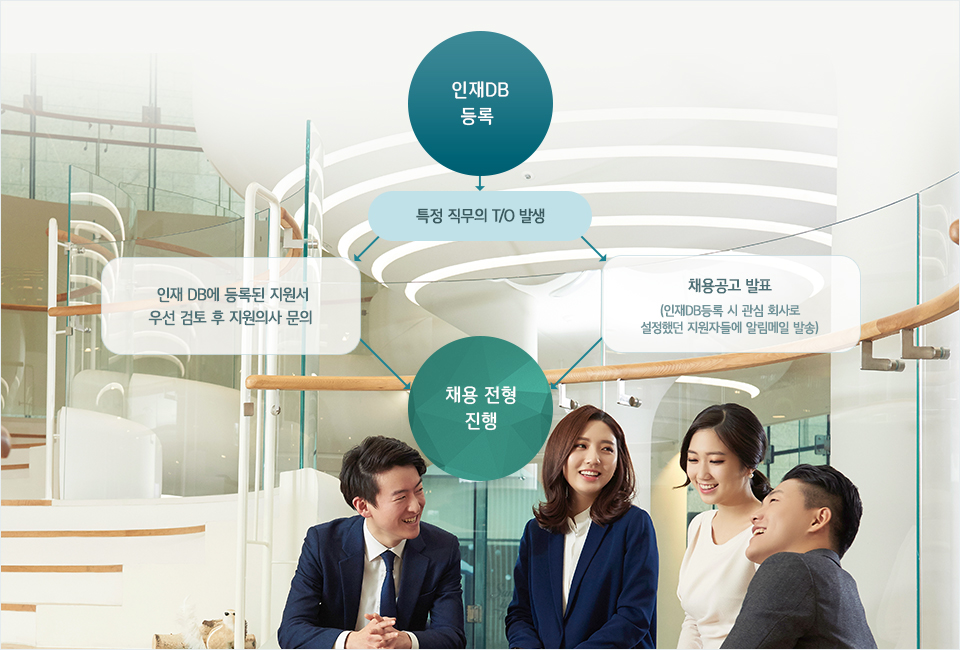 인재DB
등록
특정 직무의 T/O 발생
인재 DB에 등록된 지원서
우선 검토 후 지원의사 문의
채용공고 발표
(인재DB등록 시 관심 회사로
설정했던 지원자들에 알림메일 발송)
채용 전형
진행